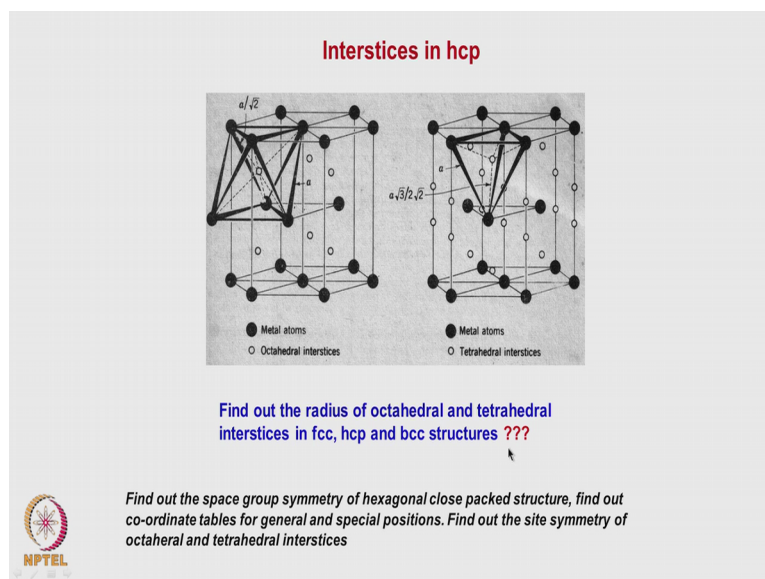 Interstices in hcp
a/√2
a
a√3/2√2
a
Metal atoms
Octahedral interstices
Metal atoms
Tetrahedral interstices
Find out the radius of octahedral and tetrahedral
interstices in fcc, hcp and bcc structures ???
Find out the space group symmetry of hexagonal close packed structure, find out
co-ordinate tables for general and special positions. Find out the site symmetry of
octaheral and tetrahedral interstices
NPTEL